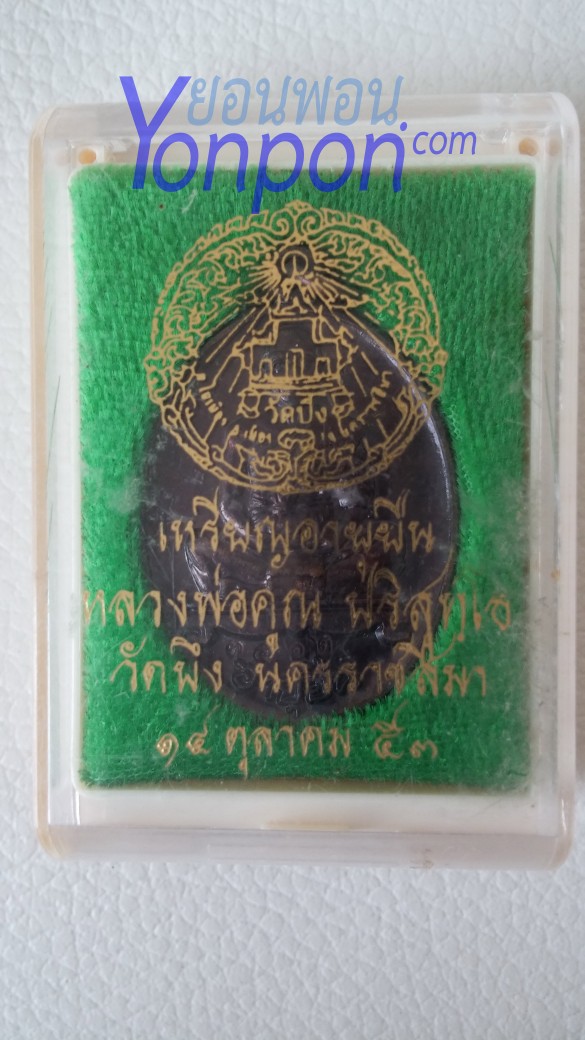 ยอนพอน
Yonpon.com
วัดบึง
เหรียญอายุยืน
หลวงพ่อคูณ ปริสุทโธ
วัดบึง นครราชสีมา
๑๔ ตุลาคม ๕๓